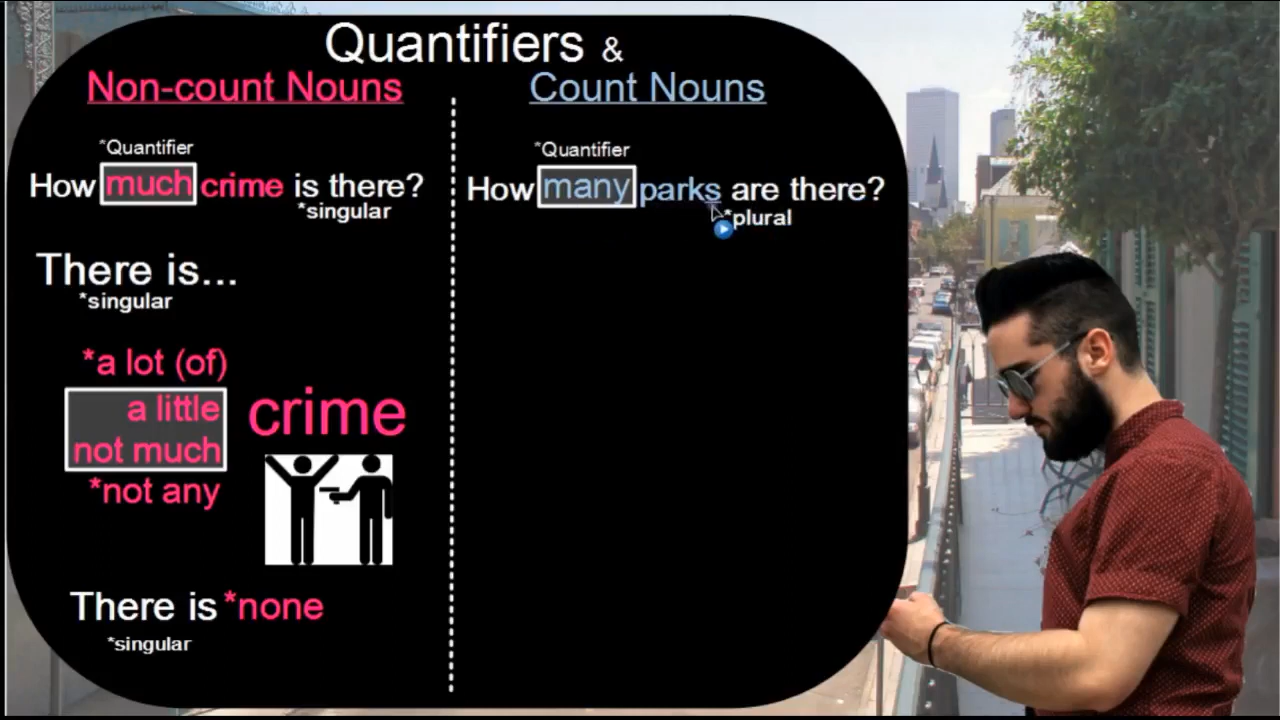 Quantifiers &
Non-count Nouns
*Quantifier
How much crime is there?
*singular
There is...
*singular
*a lot (of)
a little
not much
*not any
crime
There is *none
*singular
Count Nouns
*Quantifier
How many parks are there?
*plural